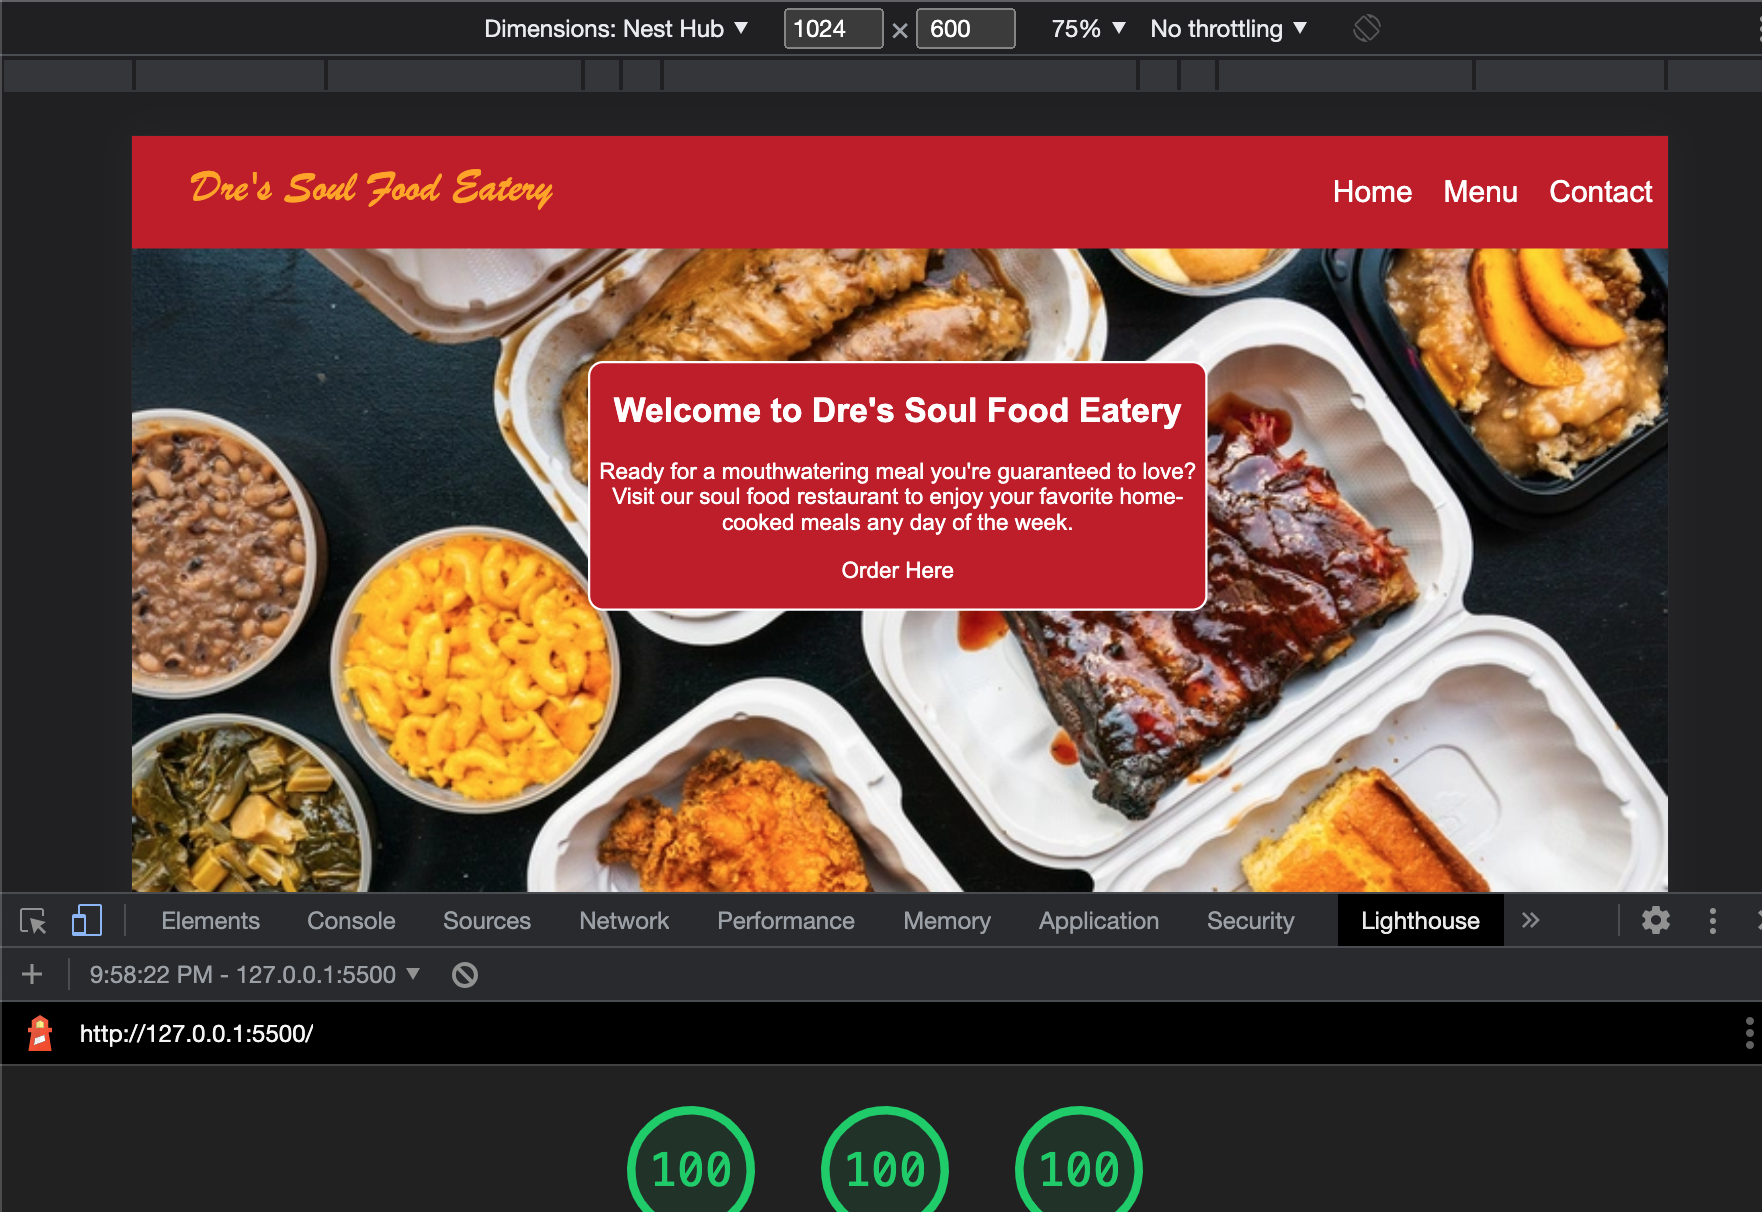 Dimensions: Nest Hub ▼ 1024 × 600 75% ▼ No throttling ▼
Dre's Soul Food Eatery
Home Menu Contact
Welcome to Dre's Soul Food Eatery
Ready for a mouthwatering meal you're guaranteed to love?
Visit our soul food restaurant to enjoy your favorite home-
cooked meals any day of the week.
Order Here
Elements Console Sources Network Performance Memory Application Security Lighthouse »
+ 9:58:22 PM - 127.0.0.1:5500 ▼
http://127.0.0.1:5500/
100 100 100